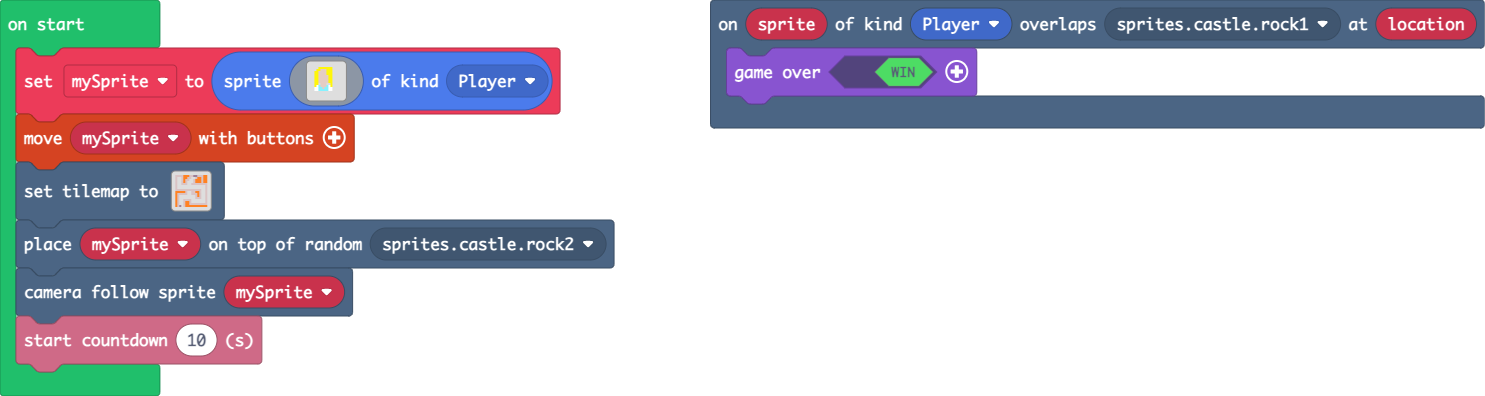 on start
set mySprite to sprite of kind Player
move mySprite with buttons
set tilemap to
place mySprite on top of random sprites.castle.rock2
camera follow sprite mySprite
start countdown 10 (s)
on sprite of kind Player overlaps sprites.castle.rock1 at location
game over WIN